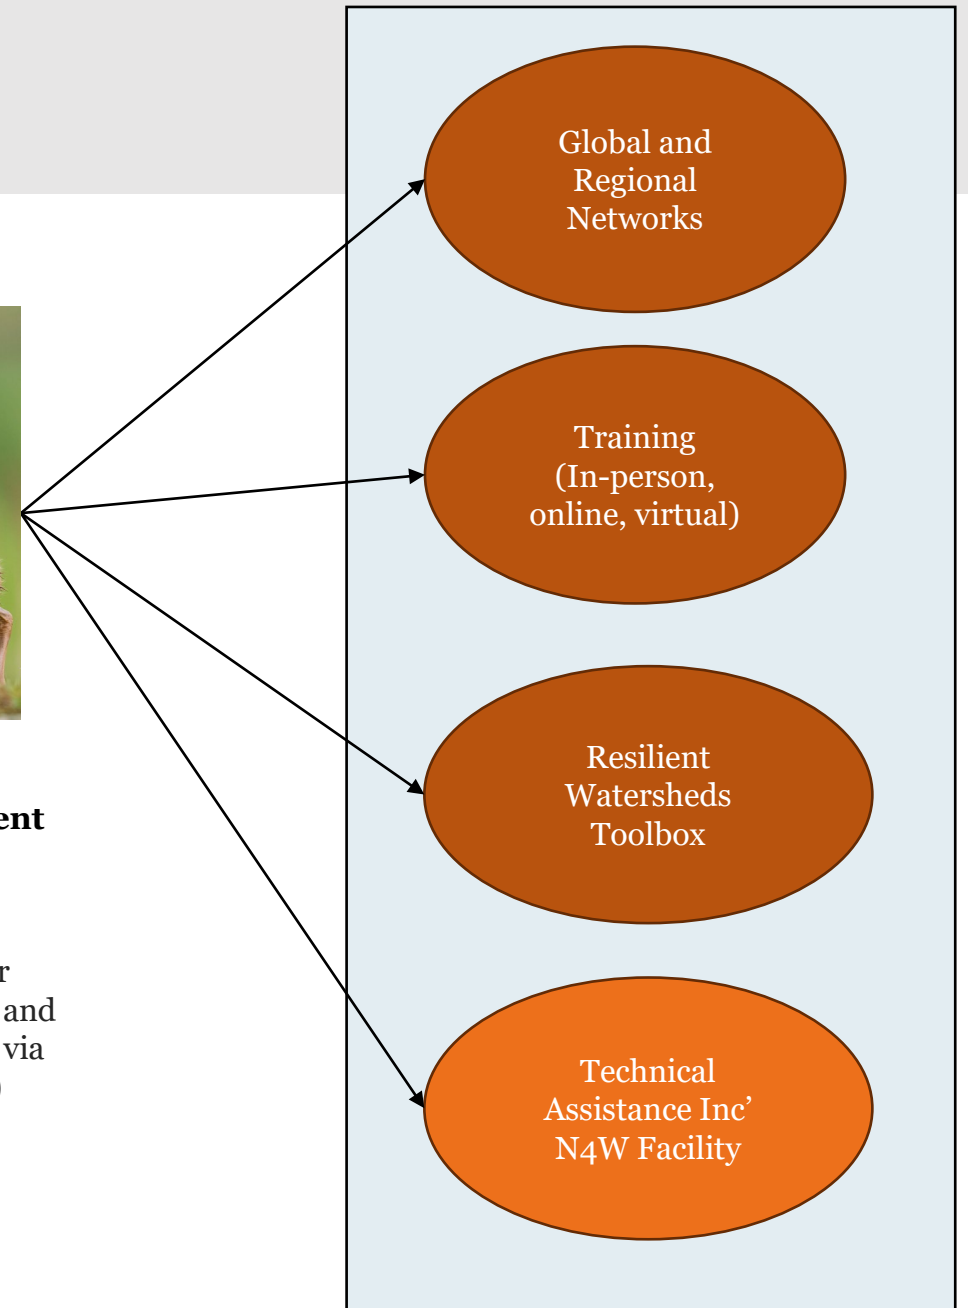 Global and
Regional
Networks
Training
(In-person,
online, virtual)
Resilient
Watersheds
Toolbox
Technical
Assistance Inc’
N4W Facility
ent
r
and
via
)